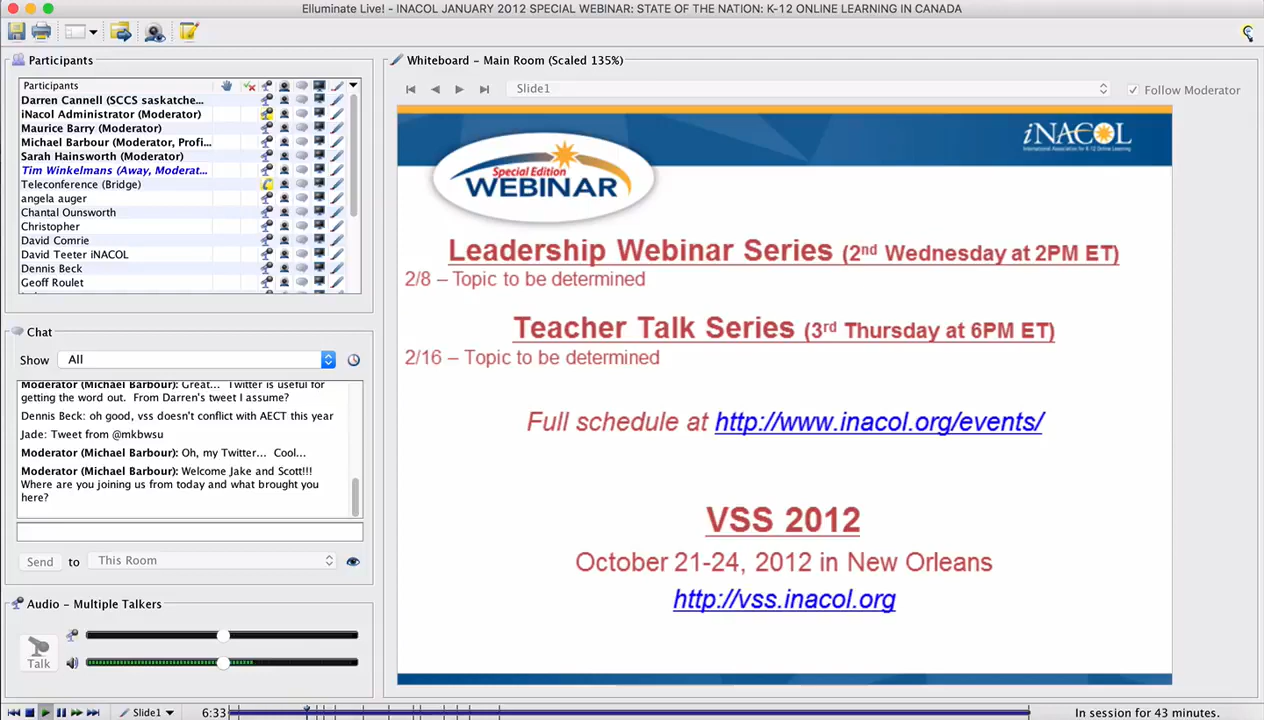 Elluminate Live! - INACOL JANUARY 2012 SPECIAL WEBINAR: STATE OF THE NATION: K-12 ONLINE LEARNING IN CANADA
Participants
Participants
Darren Cannell (SCCS saskatche...
iNacol Administrator (Moderator)
Maurice Barry (Moderator)
Michael Barbour (Moderator, Profi...
Sarah Hainsworth (Moderator)
Tim Winkelmans (Away, Moderat...
Teleconference (Bridge)
angela auger
Chantal Ounsworth
Christopher
David Comrie
David Teeter iNACOL
Dennis Beck
Geoff Roulet
Chat
Show All
Moderator (Michael Barbour): Great... Twitter is useful for
getting the word out. From Darren's tweet I assume?
Dennis Beck: oh good, vss doesn't conflict with AECT this year
Jade: Tweet from @mkbwsu
Moderator (Michael Barbour): Oh, my Twitter... Cool...
Moderator (Michael Barbour): Welcome Jake and Scott!!!
Where are you joining us from today and what brought you
here?
Send to This Room
Audio - Multiple Talkers
Talk
Whiteboard - Main Room (Scaled 135%)
Slide1
Follow Moderator
iNACOL
International Association for K-12 Online Learning
Special Edition
WEBINAR
Leadership Webinar Series (2nd Wednesday at 2PM ET)
2/8 – Topic to be determined
Teacher Talk Series (3rd Thursday at 6PM ET)
2/16 – Topic to be determined
Full schedule at http://www.inacol.org/events/
VSS 2012
October 21-24, 2012 in New Orleans
http://vss.inacol.org
Slide1 6:33 In session for 43 minutes.